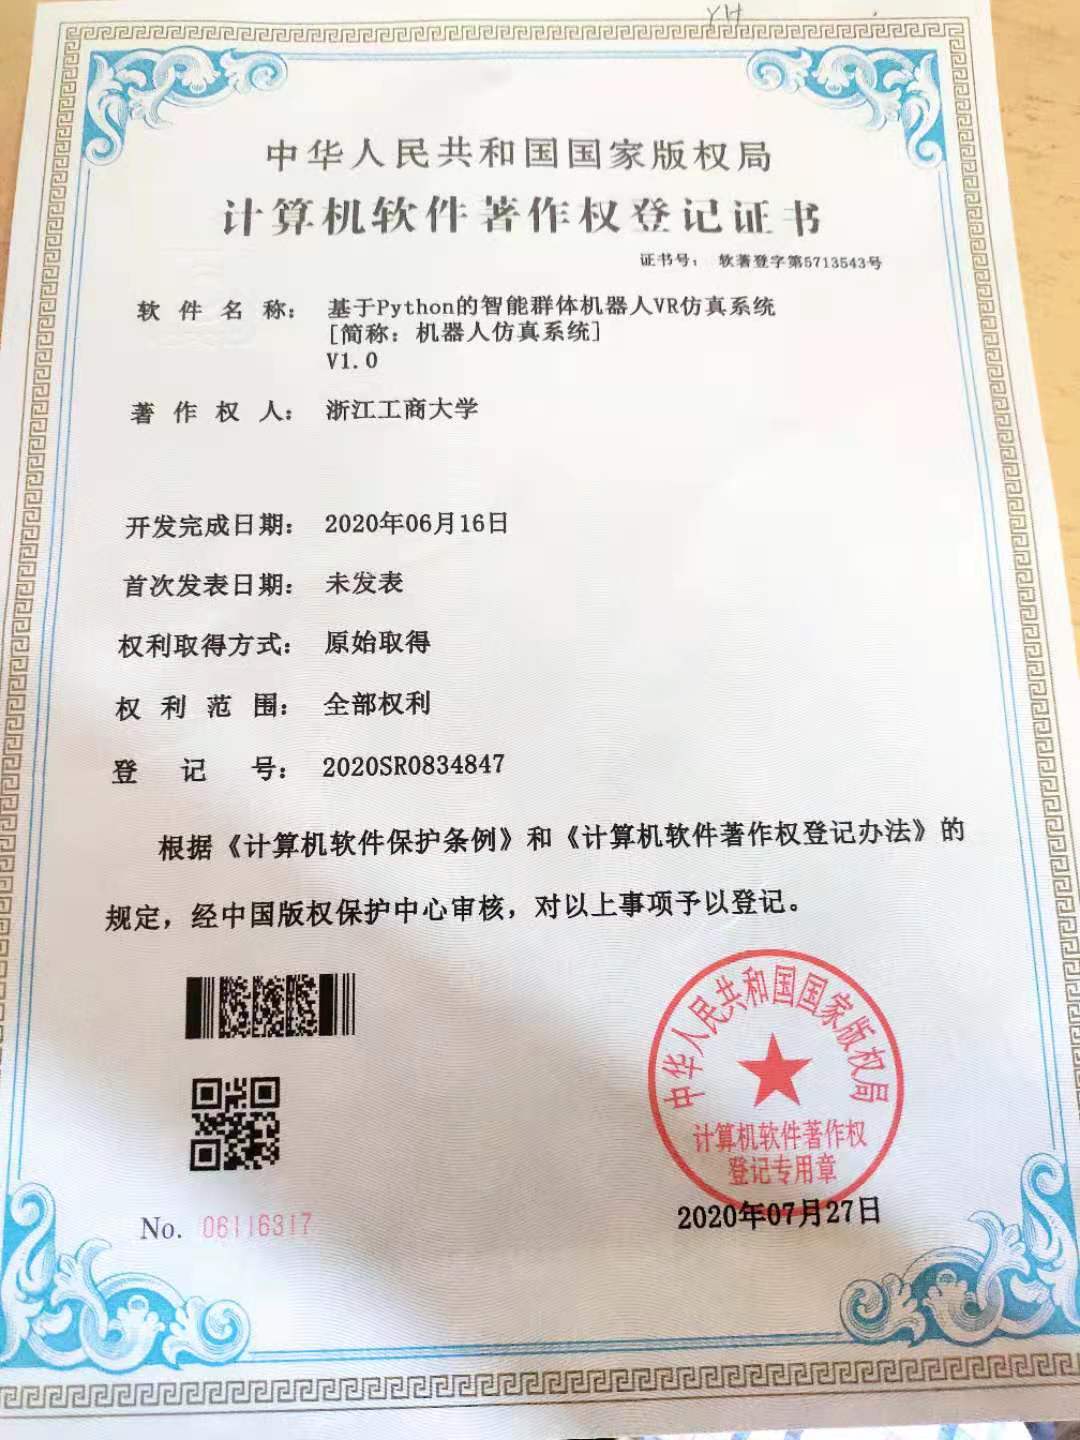 YH
中华人民共和国国家版权局
计算机软件著作权登记证书
证书号： 软著登字第5713543号
软件名称： 基于Python的智能群体机器人VR仿真系统
[简称：机器人仿真系统]
V1.0
著作权人： 浙江工商大学
开发完成日期： 2020年06月16日
首次发表日期： 未发表
权利取得方式： 原始取得
权利范围： 全部权利
登记号： 2020SR0834847
根据《计算机软件保护条例》和《计算机软件著作权登记办法》的
规定，经中国版权保护中心审核，对以上事项予以登记。
中华人民共和国国家版权局
计算机软件著作权
登记专用章
No. 06116317
2020年07月27日